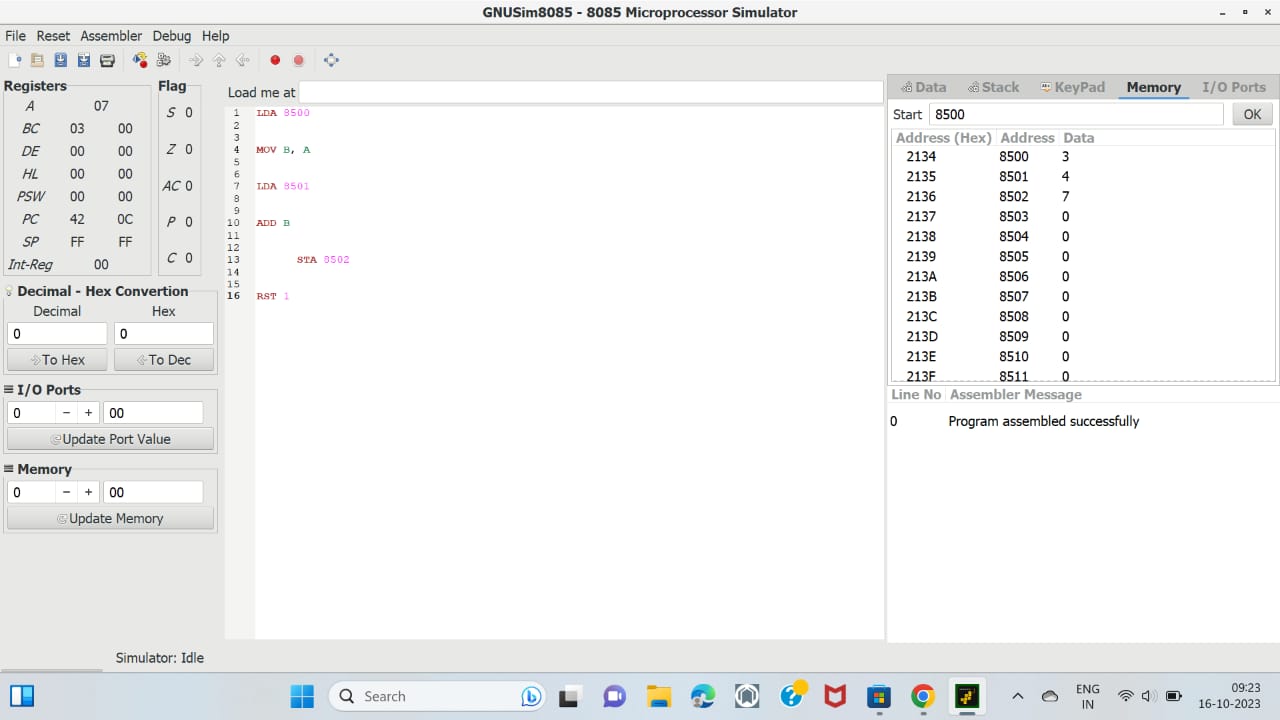 GNUSim8085 - 8085 Microprocessor Simulator
File Reset Assembler Debug Help
Registers
A 07
BC 03 00
DE 00 00
HL 00 00
PSW 00 00
PC 42 0C
SP FF FF
Int-Reg 00
Flag
S 0
Z 0
AC 0
P 0
C 0
Decimal - Hex Convertion
Decimal Hex
0 0
To Hex To Dec
I/O Ports
0 − + 00
Update Port Value
Memory
0 − + 00
Update Memory
Load me at
1 LDA 8500
2
3
4 MOV B, A
5
6
7 LDA 8501
8
9
10 ADD B
11
12
13 STA 8502
14
15
16 RST 1
Data Stack KeyPad Memory I/O Ports
Start 8500 OK
Address (Hex) Address Data
2134 8500 3
2135 8501 4
2136 8502 7
2137 8503 0
2138 8504 0
2139 8505 0
213A 8506 0
213B 8507 0
213C 8508 0
213D 8509 0
213E 8510 0
213F 8511 0
Line No Assembler Message
0 Program assembled successfully
Simulator: Idle
Search
ENG
IN
09:23
16-10-2023